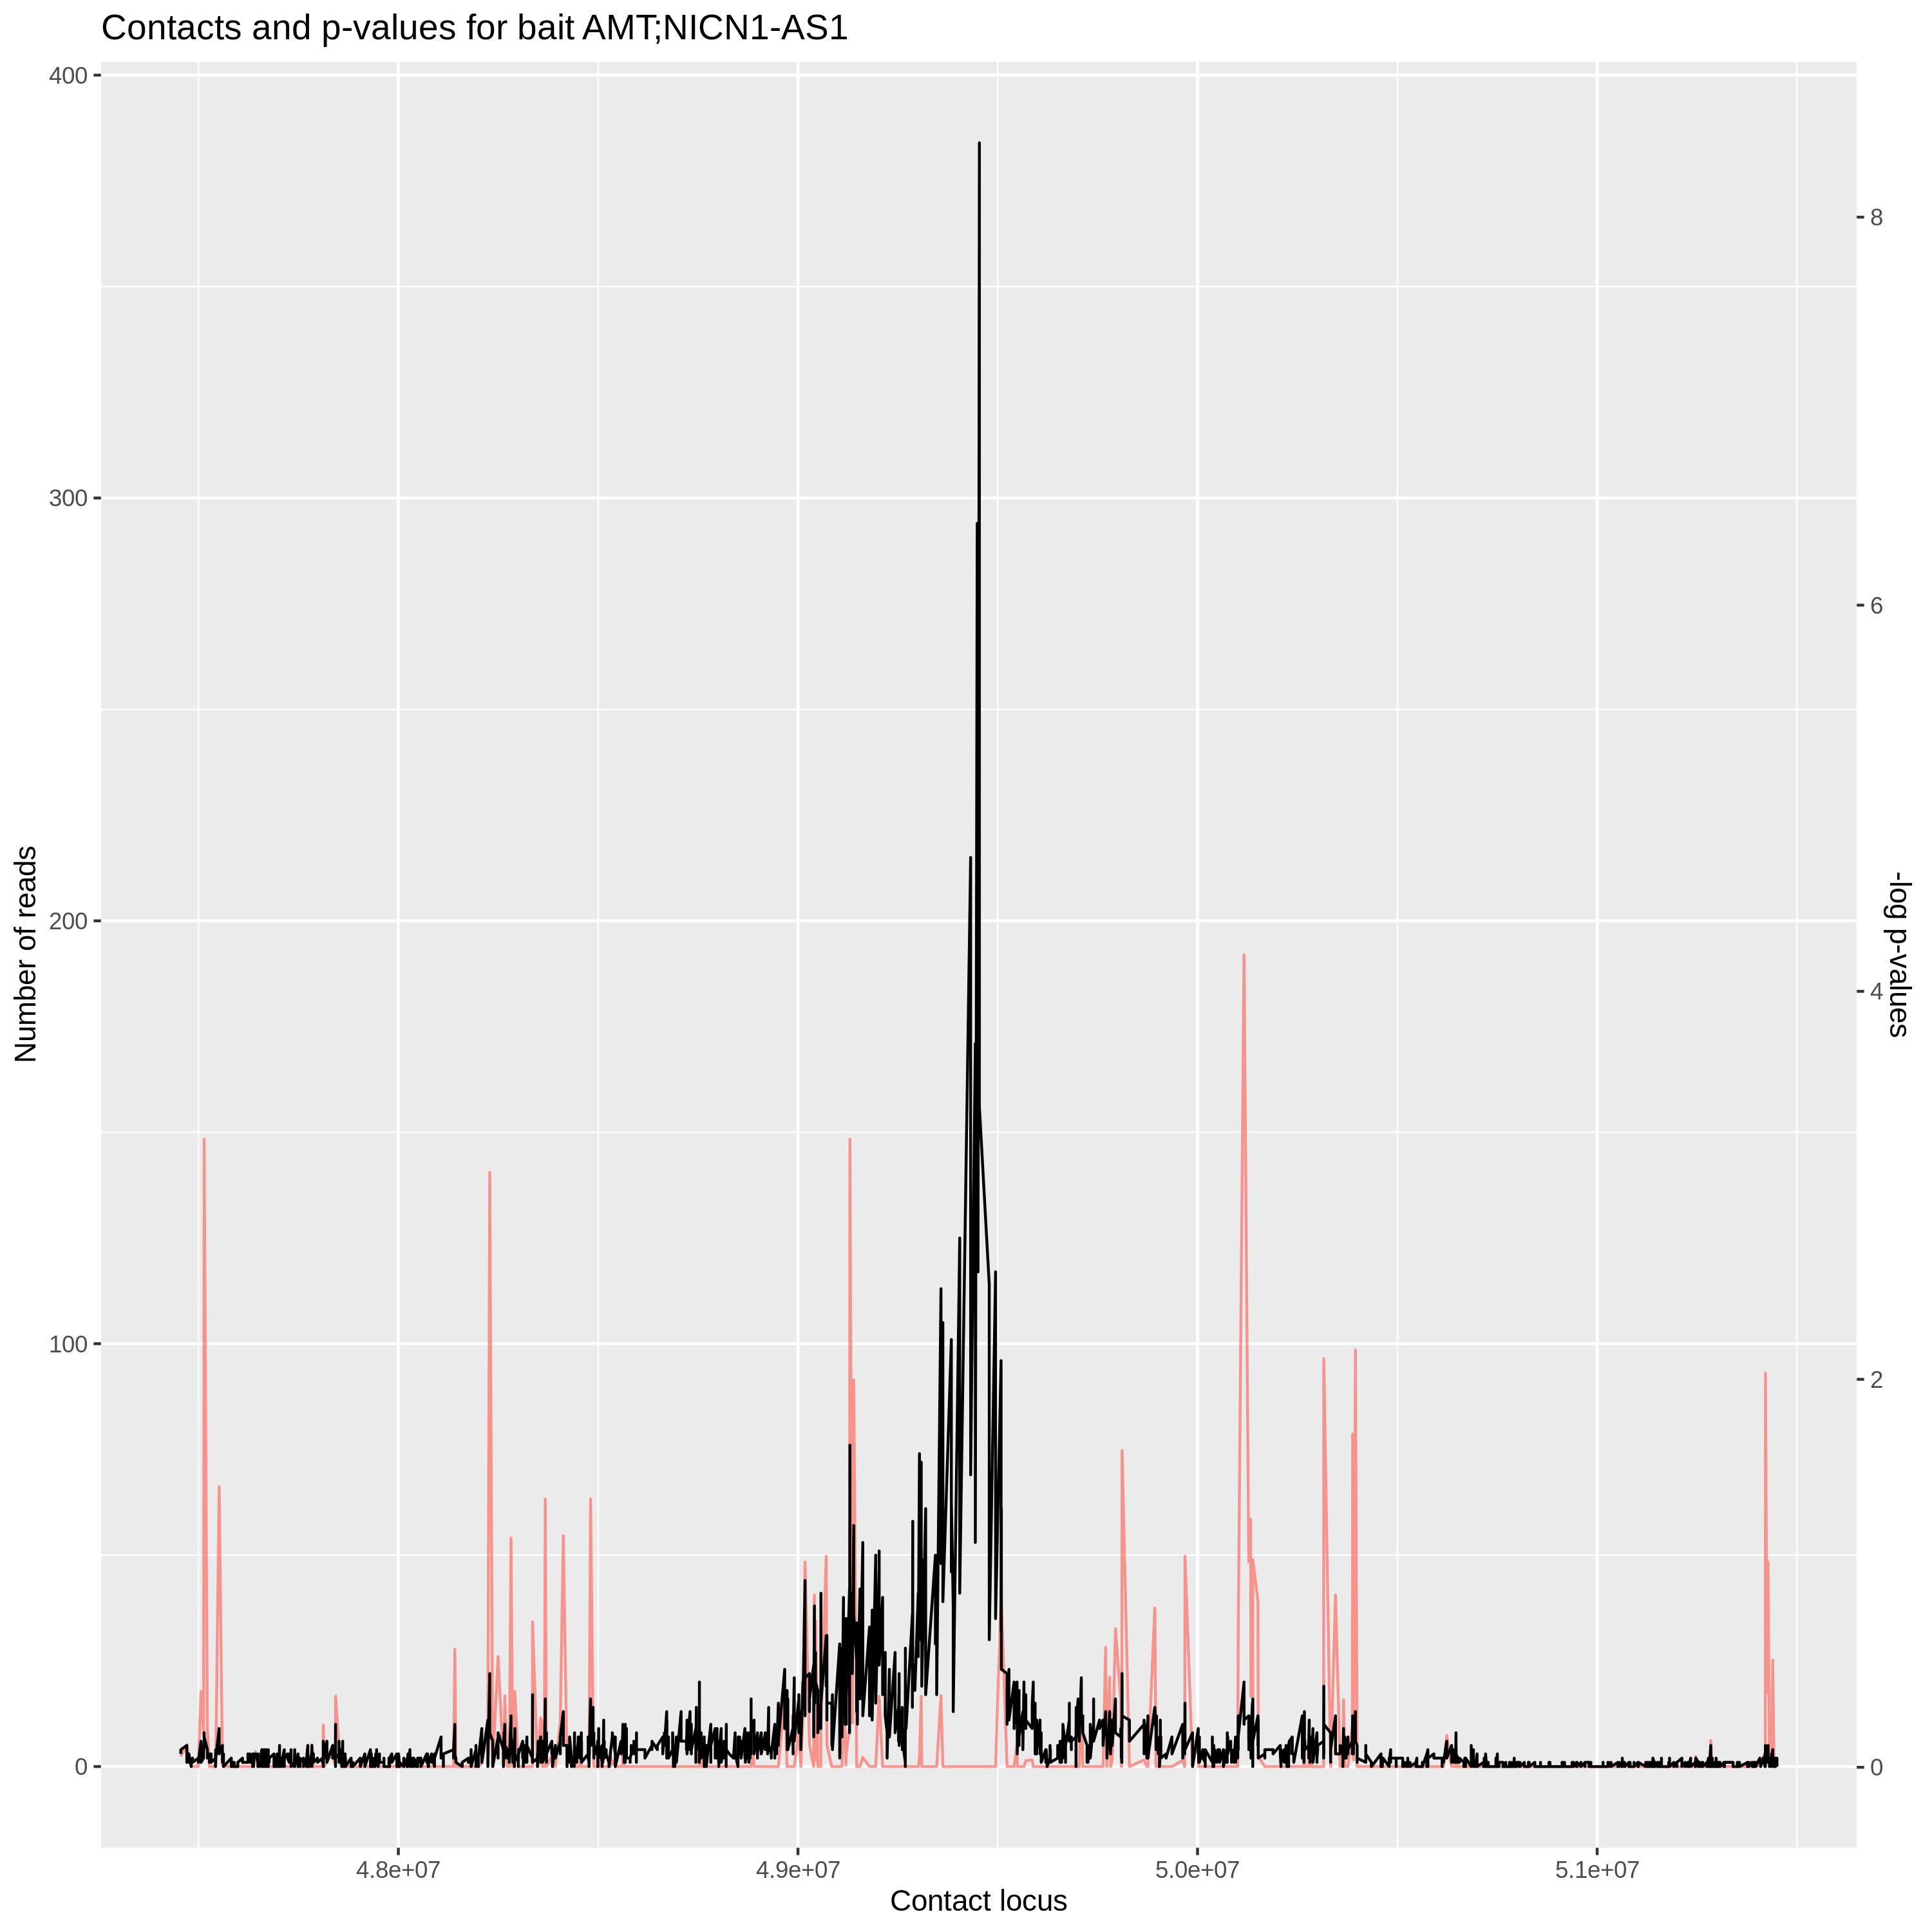 Contacts and p-values for bait AMT;NICN1-AS1
400
300
200
100
0
Number of reads
8
6
4
2
0
-log p-values
4.8e+07 4.9e+07 5.0e+07 5.1e+07
Contact locus